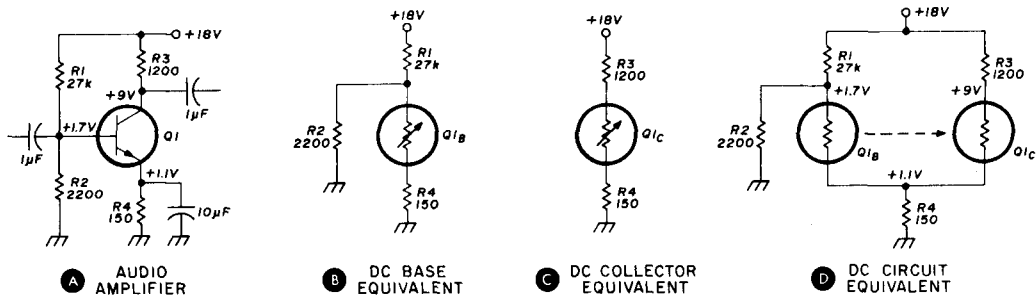 +18V
R1
27k
R3
1200
+9V
1µF
+1.7V
Q1
1µF
R2
2200
+1.1V
R4
150
10µF
A AUDIO
AMPLIFIER
+18V
R1
27k
R2
2200
Q1B
R4
150
B DC BASE
EQUIVALENT
+18V
R3
1200
Q1C
R4
150
C DC COLLECTOR
EQUIVALENT
+18V
R1
27k
R3
1200
+1.7V
+9V
R2
2200
Q1B
Q1C
+1.1V
R4
150
D DC CIRCUIT
EQUIVALENT